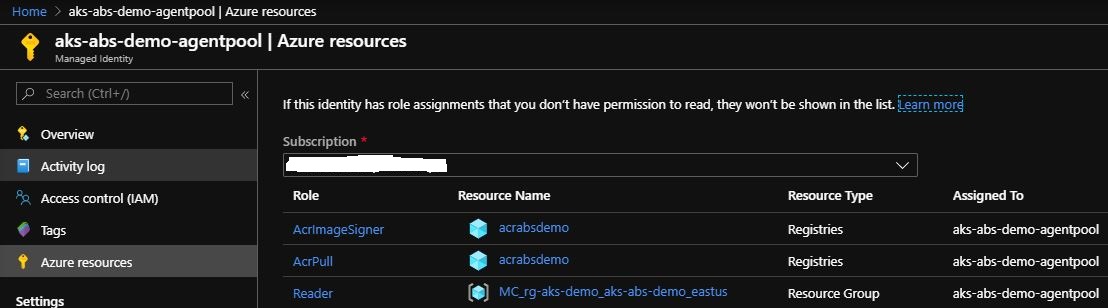 Home > aks-abs-demo-agentpool | Azure resources
aks-abs-demo-agentpool | Azure resources
Managed Identity
Search (Ctrl+/)
«
Overview
Activity log
Access control (IAM)
Tags
Azure resources
Settings
If this identity has role assignments that you don't have permission to read, they won't be shown in the list. Learn more
Subscription *
Role Resource Name Resource Type Assigned To
AcrImageSigner acrabsdemo Registries aks-abs-demo-agentpool
AcrPull acrabsdemo Registries aks-abs-demo-agentpool
Reader MC_rg-aks-demo_aks-abs-demo_eastus Resource Group aks-abs-demo-agentpool